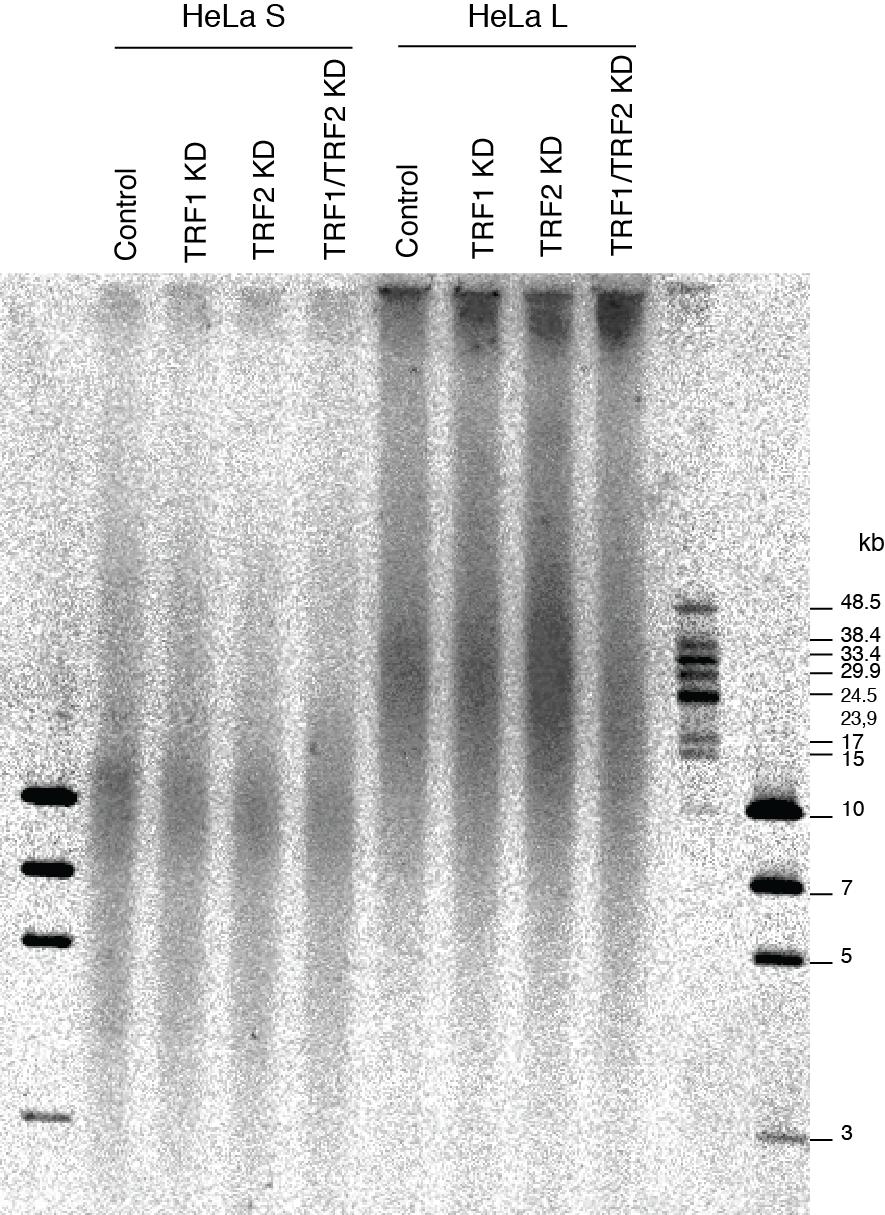 HeLa S
HeLa L
Control
TRF1 KD
TRF2 KD
TRF1/TRF2 KD
Control
TRF1 KD
TRF2 KD
TRF1/TRF2 KD
kb
48.5
38.4
33.4
29.9
24.5
23,9
17
15
10
7
5
3